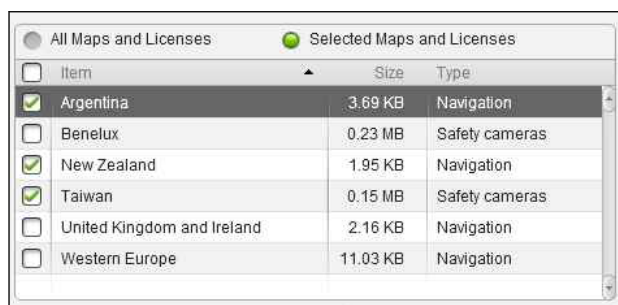 All Maps and Licenses Selected Maps and Licenses
Item Size Type
Argentina 3.69 KB Navigation
Benelux 0.23 MB Safety cameras
New Zealand 1.95 KB Navigation
Taiwan 0.15 MB Safety cameras
United Kingdom and Ireland 2.16 KB Navigation
Western Europe 11.03 KB Navigation